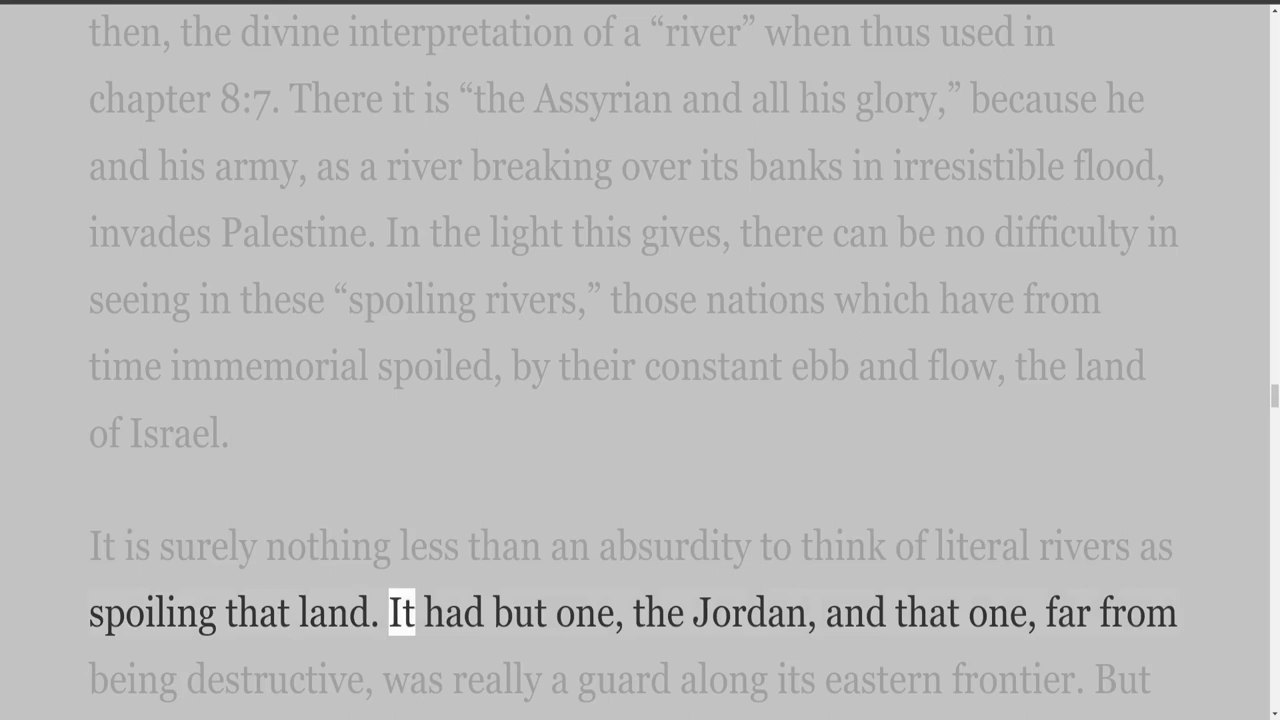 then, the divine interpretation of a “river” when thus used in
chapter 8:7. There it is “the Assyrian and all his glory,” because he
and his army, as a river breaking over its banks in irresistible flood,
invades Palestine. In the light this gives, there can be no difficulty in
seeing in these “spoiling rivers,” those nations which have from
time immemorial spoiled, by their constant ebb and flow, the land
of Israel.
It is surely nothing less than an absurdity to think of literal rivers as
spoiling that land. It had but one, the Jordan, and that one, far from
being destructive, was really a guard along its eastern frontier. But